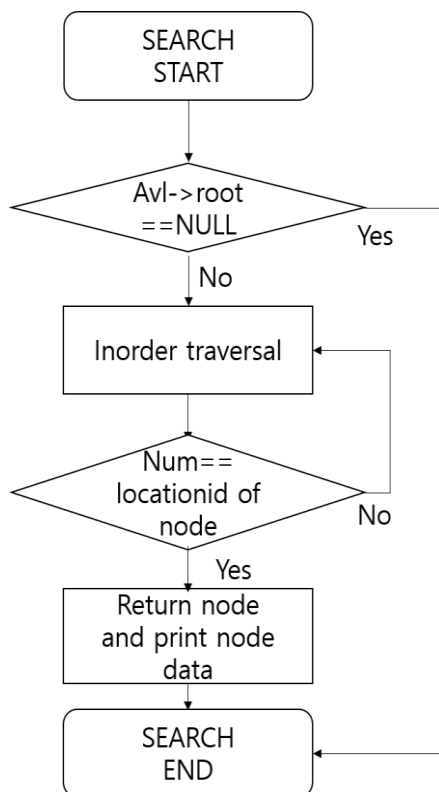 SEARCH
START
Avl->root
==NULL
Yes
No
Inorder traversal
Num==
locationid of
node
No
Yes
Return node
and print node
data
SEARCH
END